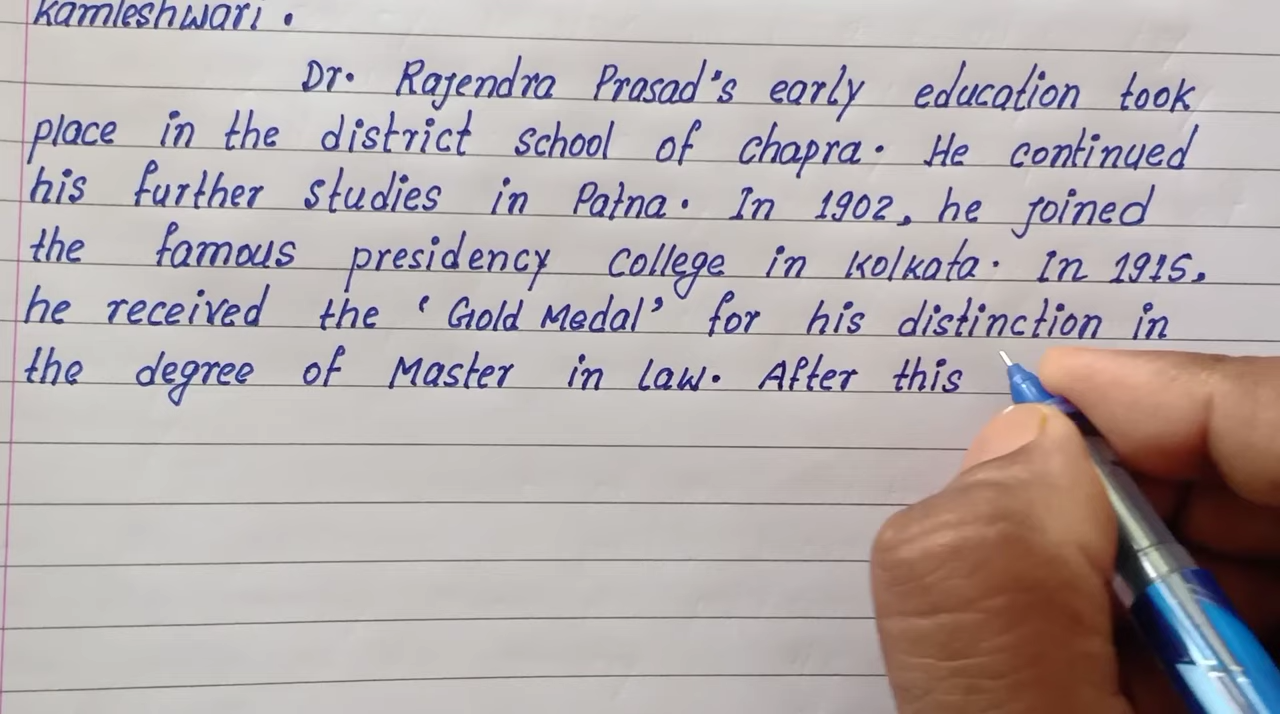 Kamleshwari.
Dr. Rajendra Prasad's early education took
place in the district school of chapra. He continued
his further studies in Patna. In 1902, he joined
the famous presidency college in Kolkata. In 1915,
he received the 'Gold Medal' for his distinction in
the degree of Master in law. After this